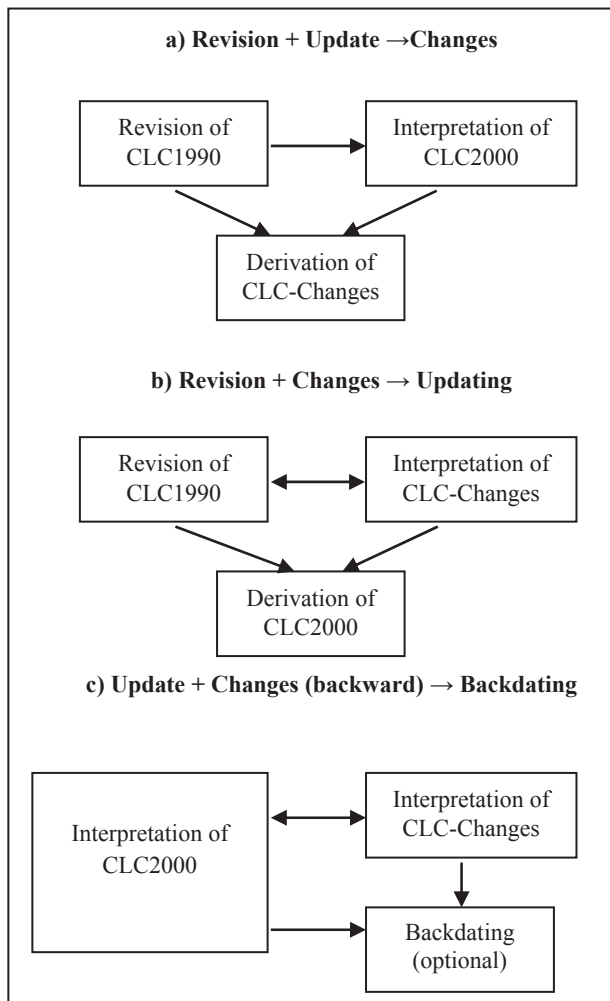 a) Revision + Update →Changes
Revision of
CLC1990
Interpretation of
CLC2000
Derivation of
CLC-Changes
b) Revision + Changes → Updating
Revision of
CLC1990
Interpretation of
CLC-Changes
Derivation of
CLC2000
c) Update + Changes (backward) → Backdating
Interpretation of
CLC2000
Interpretation of
CLC-Changes
Backdating
(optional)